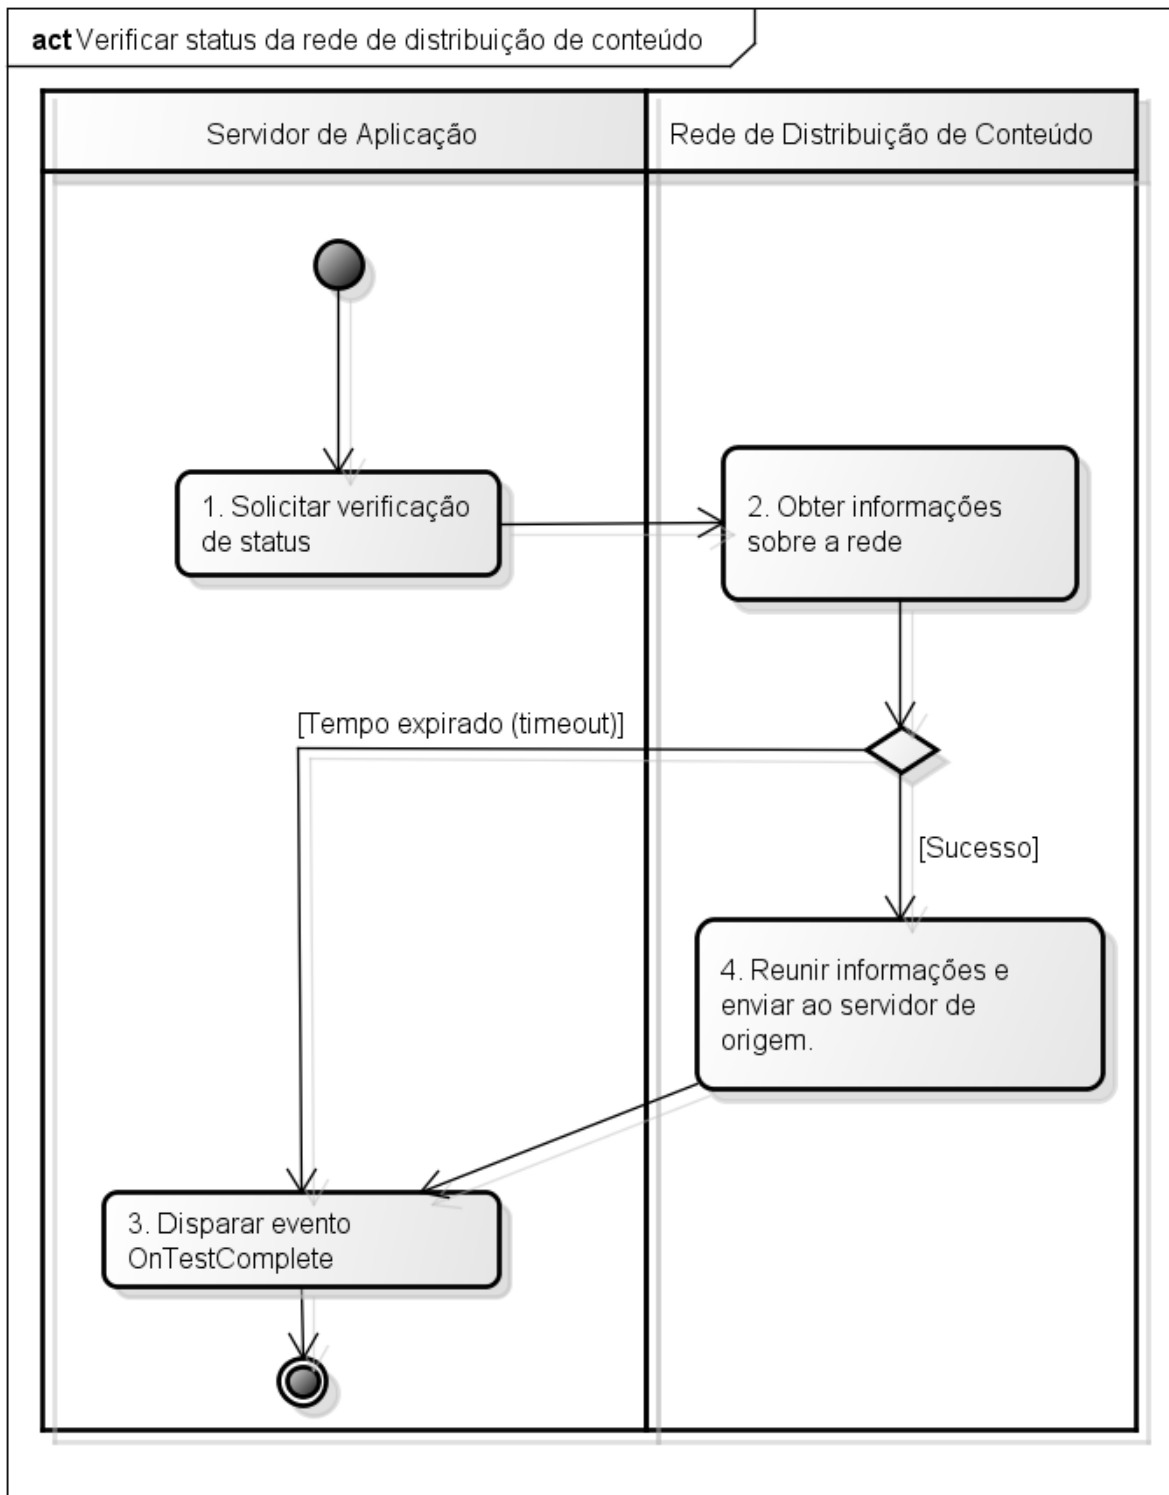 act Verificar status da rede de distribuição de conteúdo
Servidor de Aplicação
Rede de Distribuição de Conteúdo
1. Solicitar verificação
de status
2. Obter informações
sobre a rede
[Tempo expirado (timeout)]
[Sucesso]
4. Reunir informações e
enviar ao servidor de
origem.
3. Disparar evento
OnTestComplete